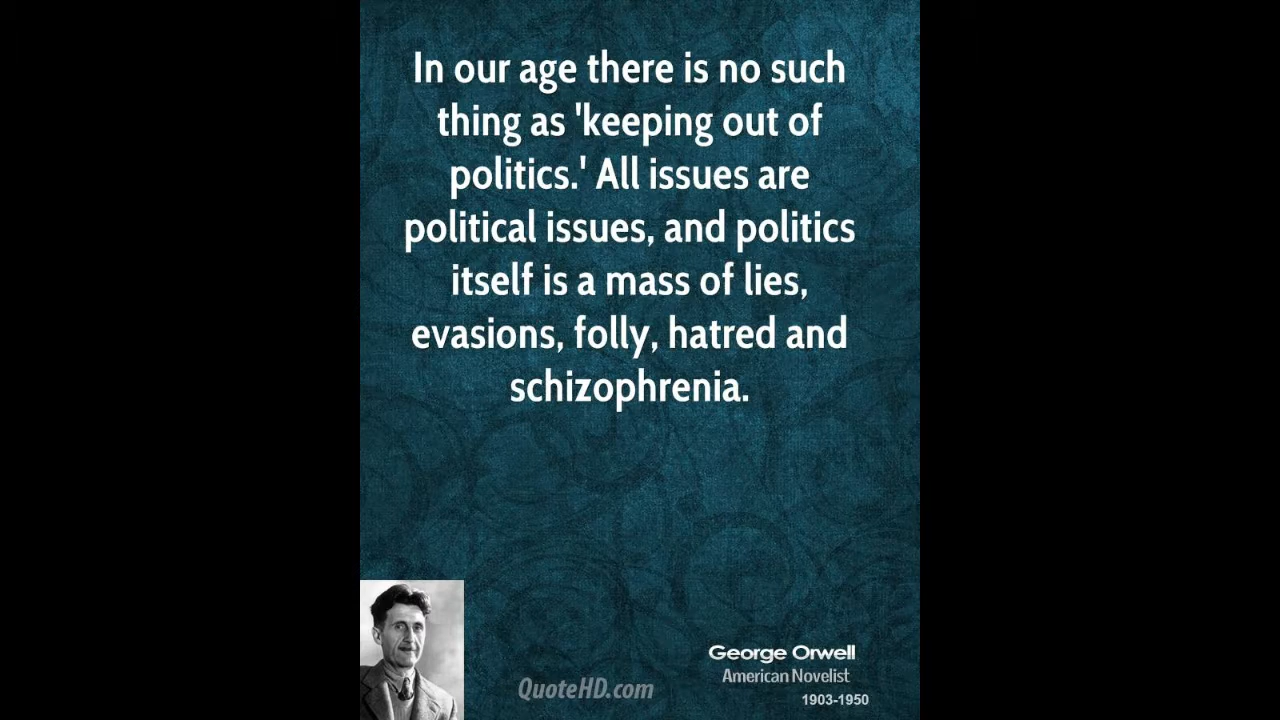 In our age there is no such
thing as 'keeping out of
politics.' All issues are
political issues, and politics
itself is a mass of lies,
evasions, folly, hatred and
schizophrenia.
George Orwell
American Novelist
1903-1950
QuoteHD.com